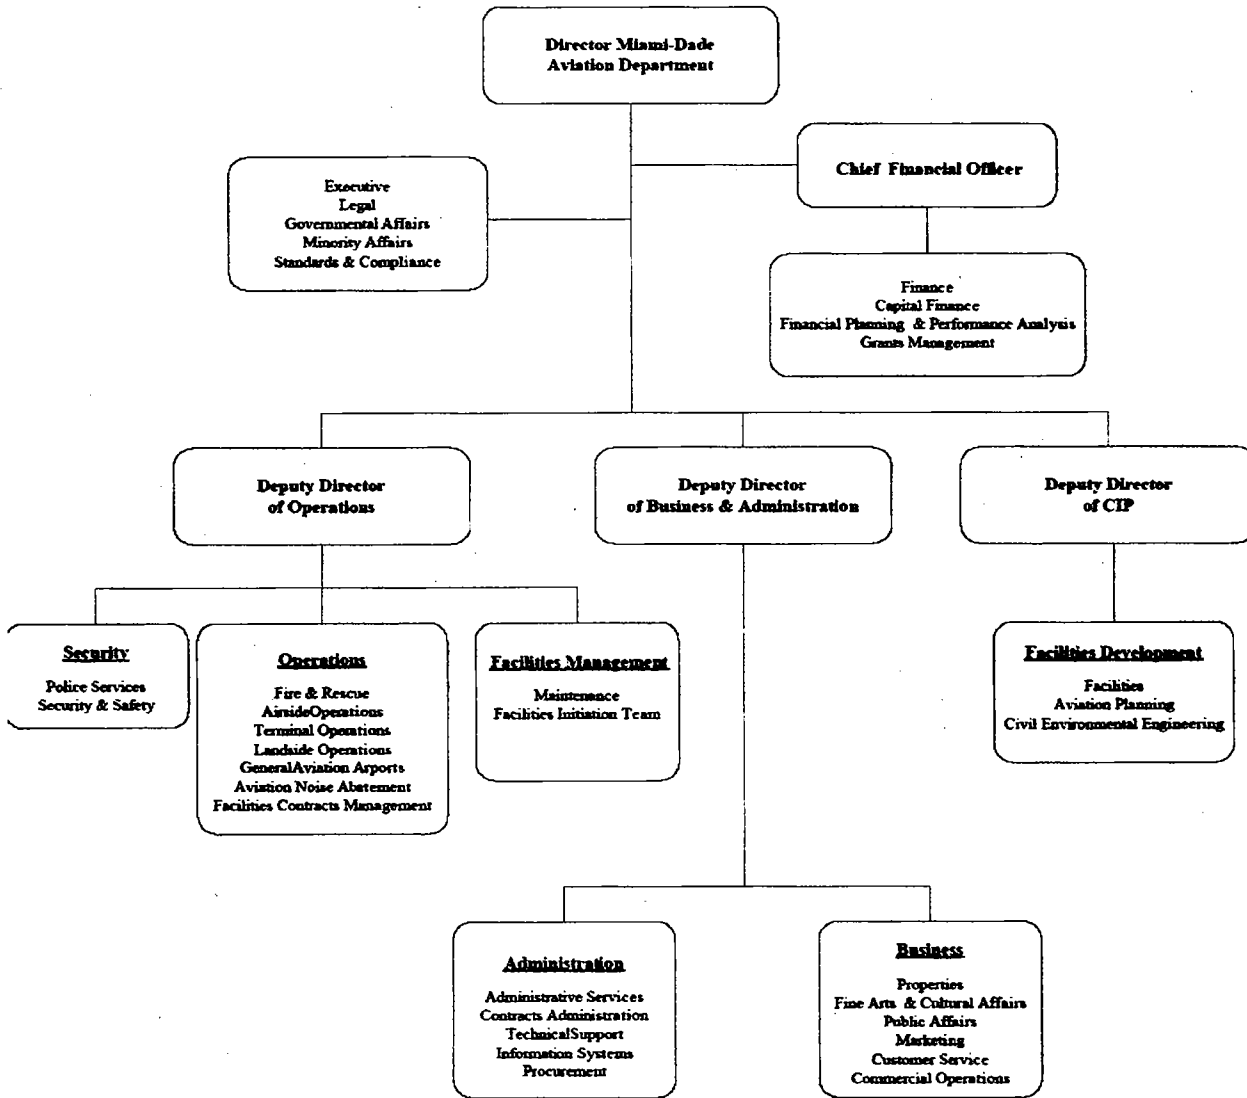 Director Miami-Dade
Aviation Department
Chief Financial Officer
Executive
Legal
Governmental Affairs
Minority Affairs
Standards & Compliance
Finance
Capital Finance
Financial Planning & Performance Analysis
Grants Management
Deputy Director
of Operations
Deputy Director
of Business & Administration
Deputy Director
of CIP
Security
Police Services
Security & Safety
Operations
Fire & Rescue
AirsideOperations
Terminal Operations
Landside Operations
GeneralAviation Arports
Aviation Noise Abatement
Facilities Contracts Management
Facilities Management
Maintenance
Facilities Initiation Team
Facilities Development
Facilities
Aviation Planning
Civil Environmental Engineering
Administration
Administrative Services
Contracts Administration
TechnicalSupport
Information Systems
Procurement
Business
Properties
Fine Arts & Cultural Affairs
Public Affairs
Marketing
Customer Service
Commercial Operations